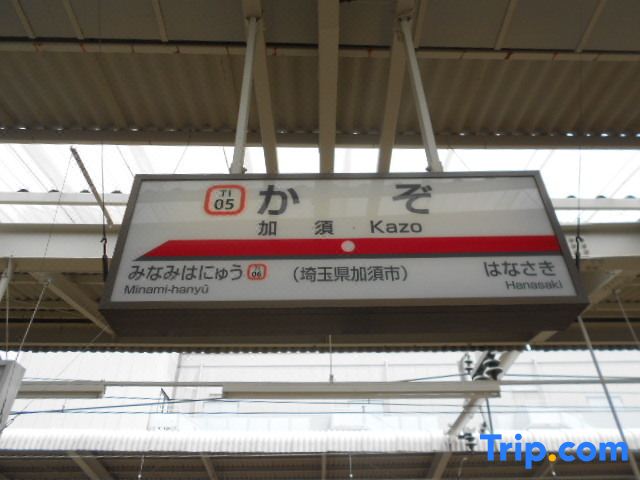 TI
05
かぞ
加須 Kazo
みなみはにゅう
TI
06
Minami-hanyū
(埼玉県加須市)
はなさき
Hanasaki
Trip.com